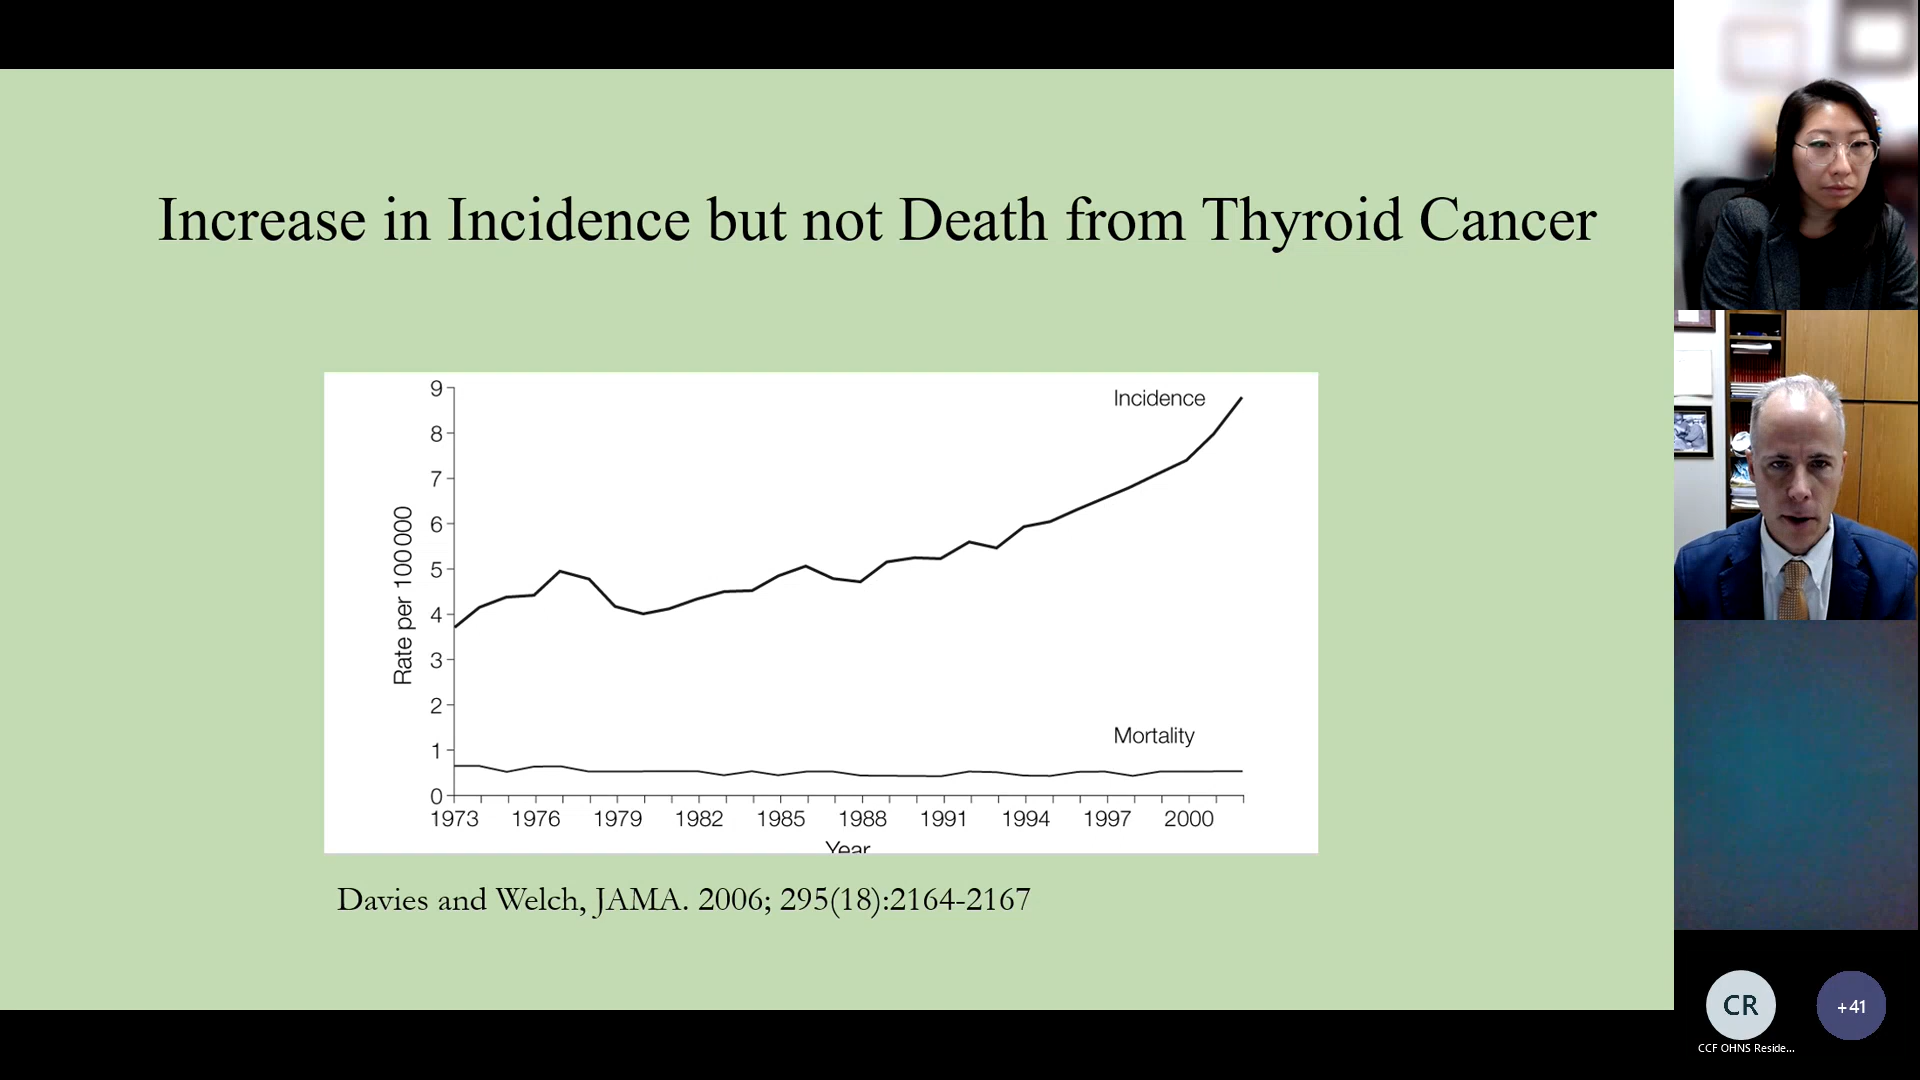 Increase in Incidence but not Death from Thyroid Cancer
9
8
7
6
5
4
3
2
1
0
Rate per 100 000
Incidence
Mortality
1973 1976 1979 1982 1985 1988 1991 1994 1997 2000
Year
Davies and Welch, JAMA. 2006; 295(18):2164-2167
CR
+41
CCF OHNS Reside...